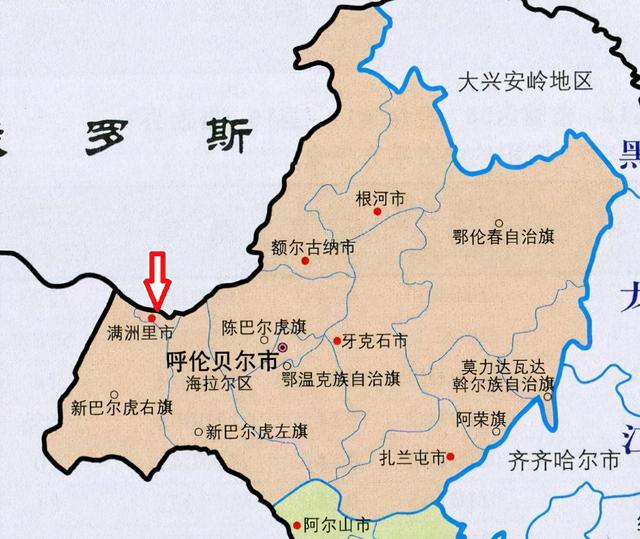 大兴安岭地区
罗斯
黑
根河市
鄂伦春自治旗
额尔古纳市
龙
满洲里市
陈巴尔虎旗
牙克石市
呼伦贝尔市
海拉尔区
鄂温克族自治旗
莫力达瓦达
斡尔族自治旗
新巴尔虎右旗
阿荣旗
新巴尔虎左旗
江
扎兰屯市
齐齐哈尔市
阿尔山市